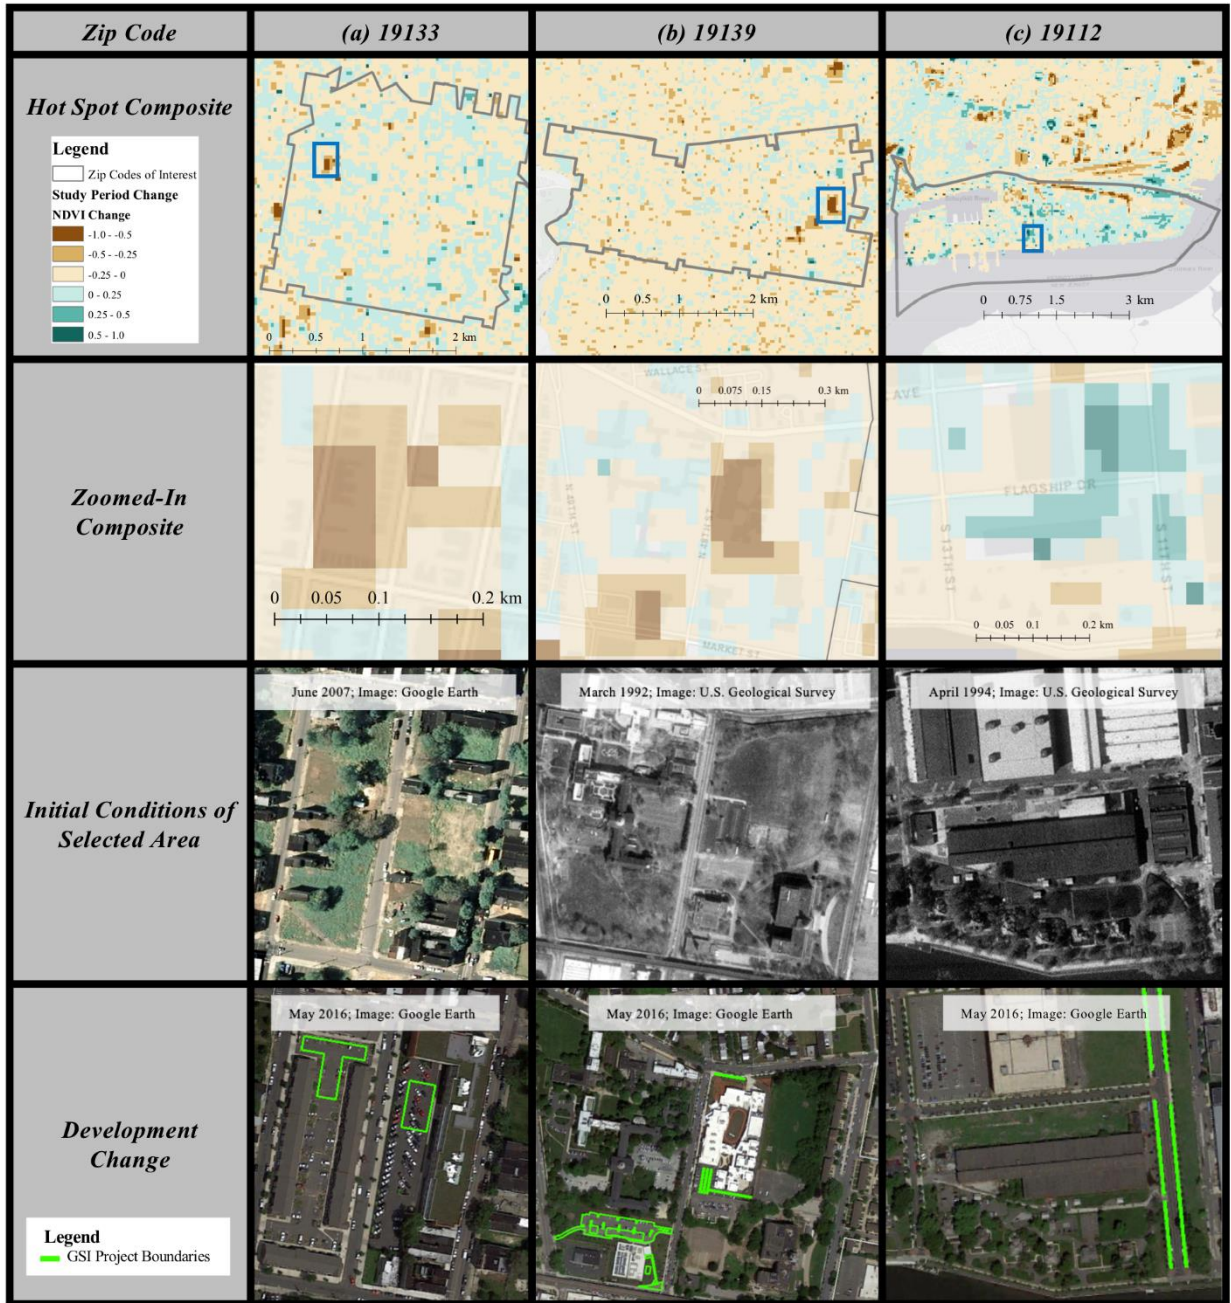 Zip Code
(a) 19133
(b) 19139
(c) 19112
Hot Spot Composite
Legend
Zip Codes of Interest
Study Period Change
NDVI Change
-1.0 - -0.5
-0.5 - -0.25
-0.25 - 0
0 - 0.25
0.25 - 0.5
0.5 - 1.0
0 0.5 1 2 km
0 0.5 1 2 km
0 0.75 1.5 3 km
Zoomed-In
Composite
0 0.05 0.1 0.2 km
WALLACE ST
0 0.075 0.15 0.3 km
N 49TH ST
N 48TH ST
MARKET ST
AVE
FLAGSHIP DR
S 13TH ST
S 11TH ST
0 0.05 0.1 0.2 km
Initial Conditions of
Selected Area
June 2007; Image: Google Earth
March 1992; Image: U.S. Geological Survey
April 1994; Image: U.S. Geological Survey
Development
Change
Legend
GSI Project Boundaries
May 2016; Image: Google Earth
May 2016; Image: Google Earth
May 2016; Image: Google Earth